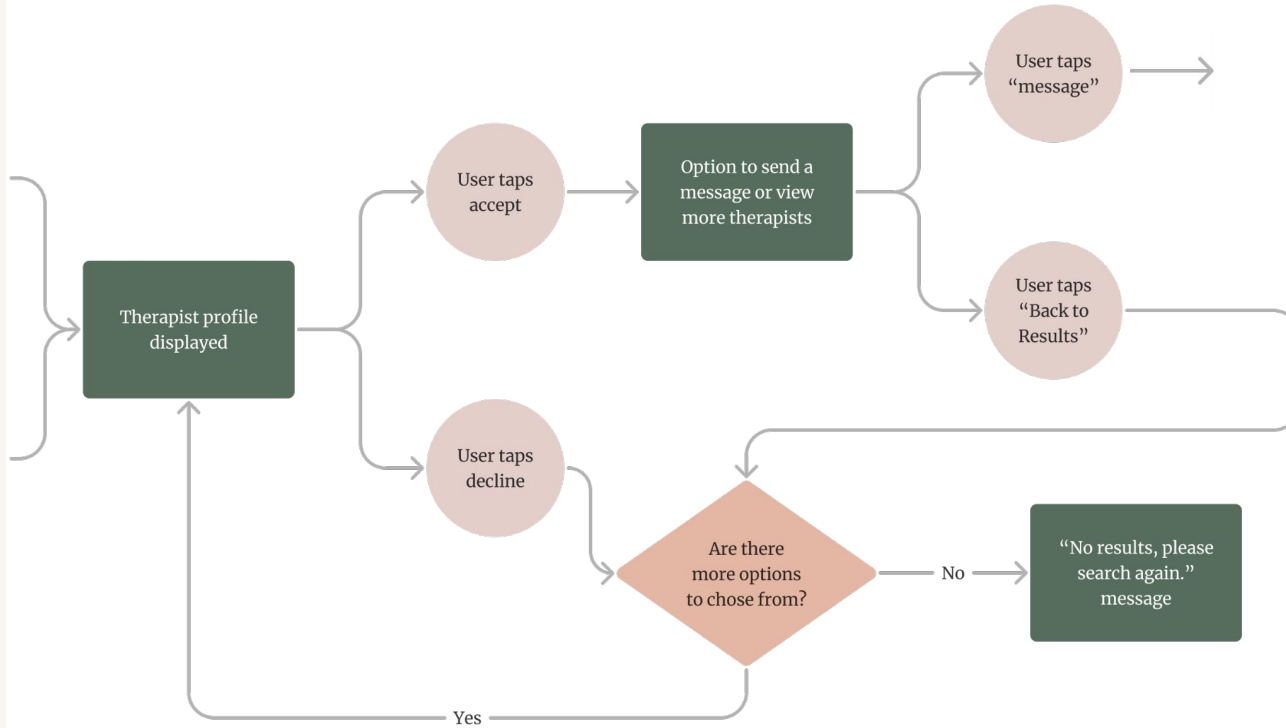 User taps
“message”
User taps
accept
Option to send a
message or view
more therapists
Therapist profile
displayed
User taps
“Back to
Results”
User taps
decline
Are there
more options
to chose from?
No
“No results, please
search again.”
message
Yes